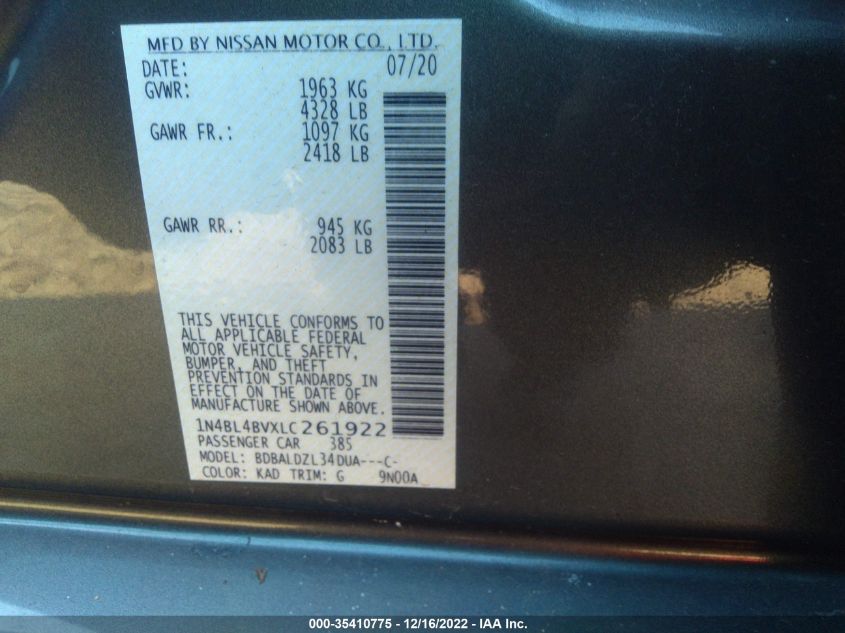 MFD BY NISSAN MOTOR CO., LTD.
DATE: 07/20
GVWR: 1963 KG
4328 LB
GAWR FR.: 1097 KG
2418 LB
GAWR RR.: 945 KG
2083 LB
THIS VEHICLE CONFORMS TO
ALL APPLICABLE FEDERAL
MOTOR VEHICLE SAFETY,
BUMPER, AND THEFT
PREVENTION STANDARDS IN
EFFECT ON THE DATE OF
MANUFACTURE SHOWN ABOVE.
1N4BL4BVXLC261922
PASSENGER CAR 385
MODEL: BDBALDZL34DUA---C-
COLOR: KAD TRIM: G 9N00A
000-35410775 - 12/16/2022 - IAA Inc.